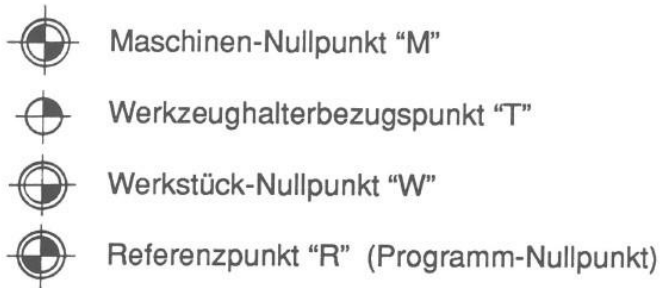 Maschinen-Nullpunkt “M”
Werkzeughalterbezugspunkt “T”
Werkstück-Nullpunkt “W”
Referenzpunkt “R” (Programm-Nullpunkt)